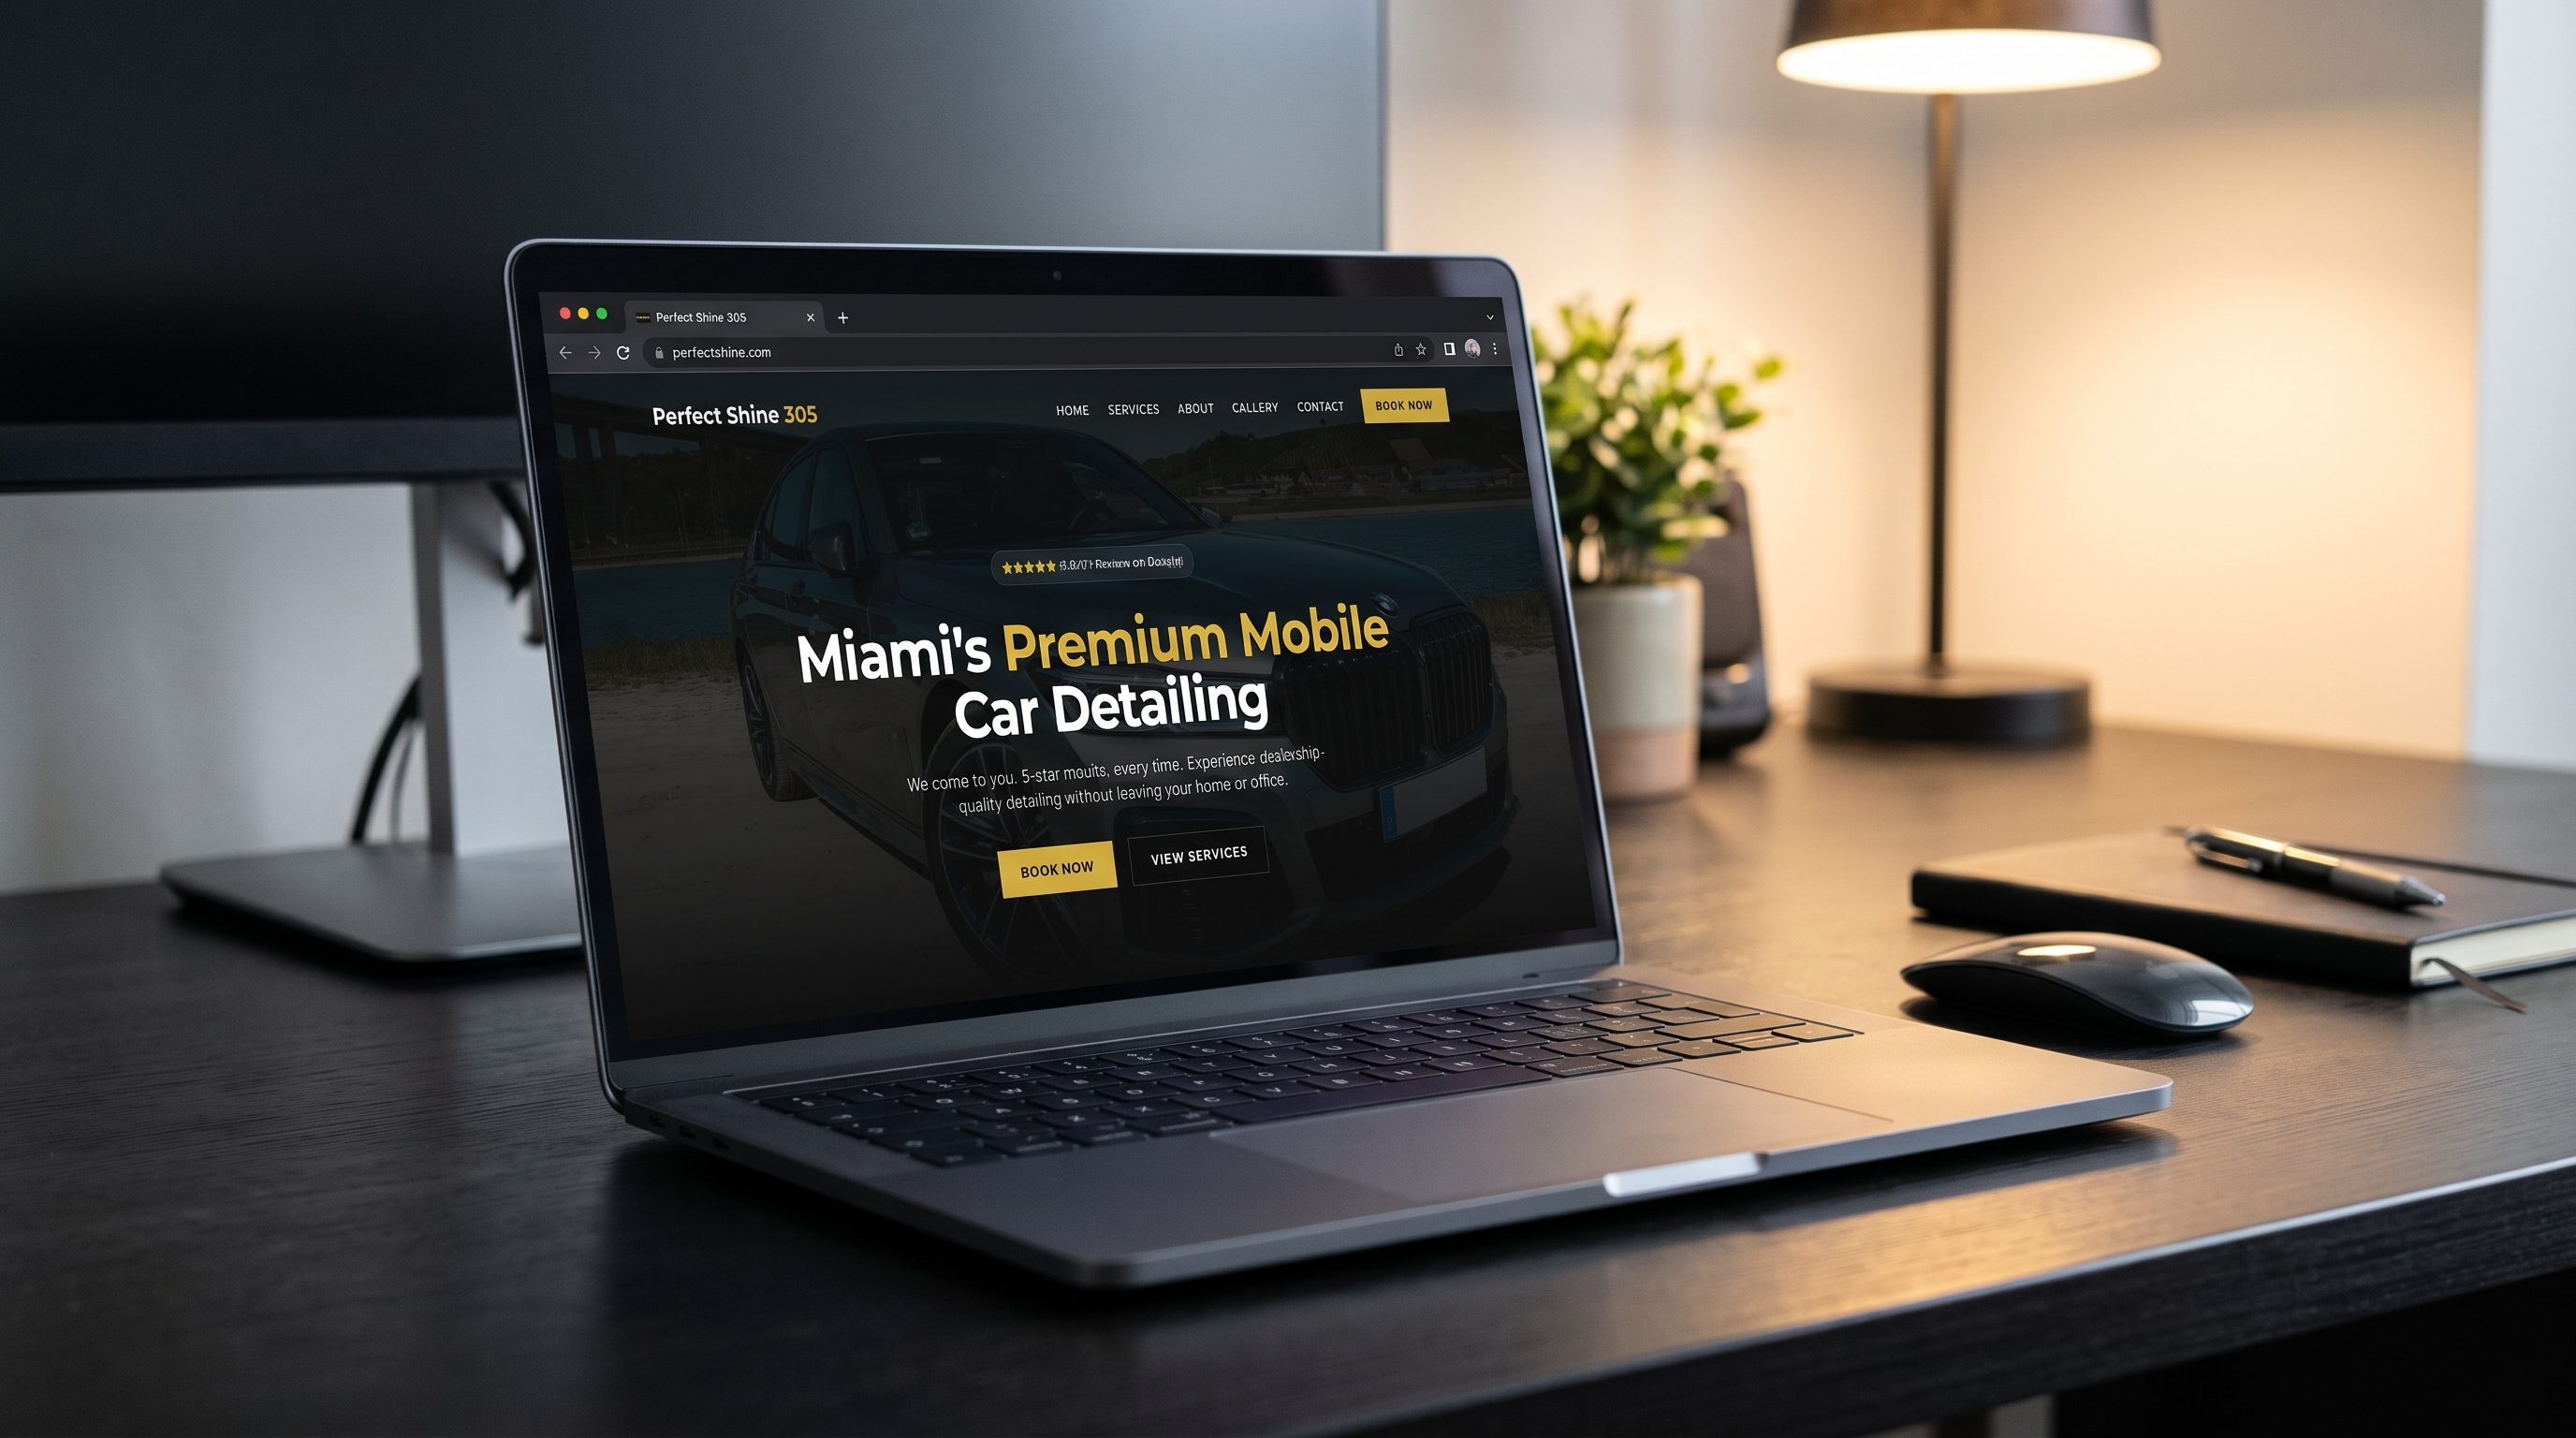 Perfect Shine 305
perfectshine.com
Perfect Shine 305
HOME SERVICES ABOUT CALLERY CONTACT BOOK NOW
Miami's Premium Mobile
Car Detailing
We come to you. 5-star mouits, every time. Experience dealership-
quality detailing without leaving your home or office.
BOOK NOW VIEW SERVICES